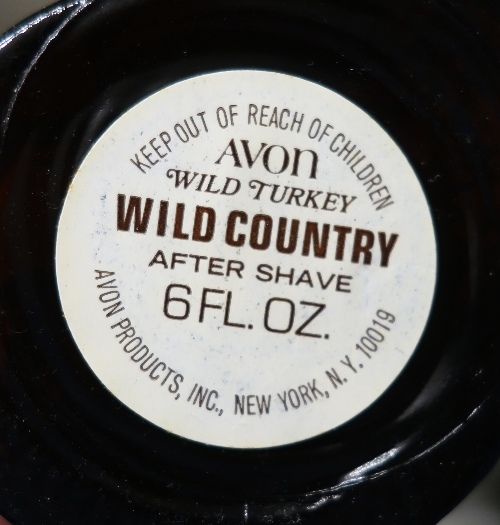 KEEP OUT OF REACH OF CHILDREN
AVON
WILD TURKEY
WILD COUNTRY
AFTER SHAVE
6 FL. OZ.
AVON PRODUCTS, INC., NEW YORK, N.Y. 10019